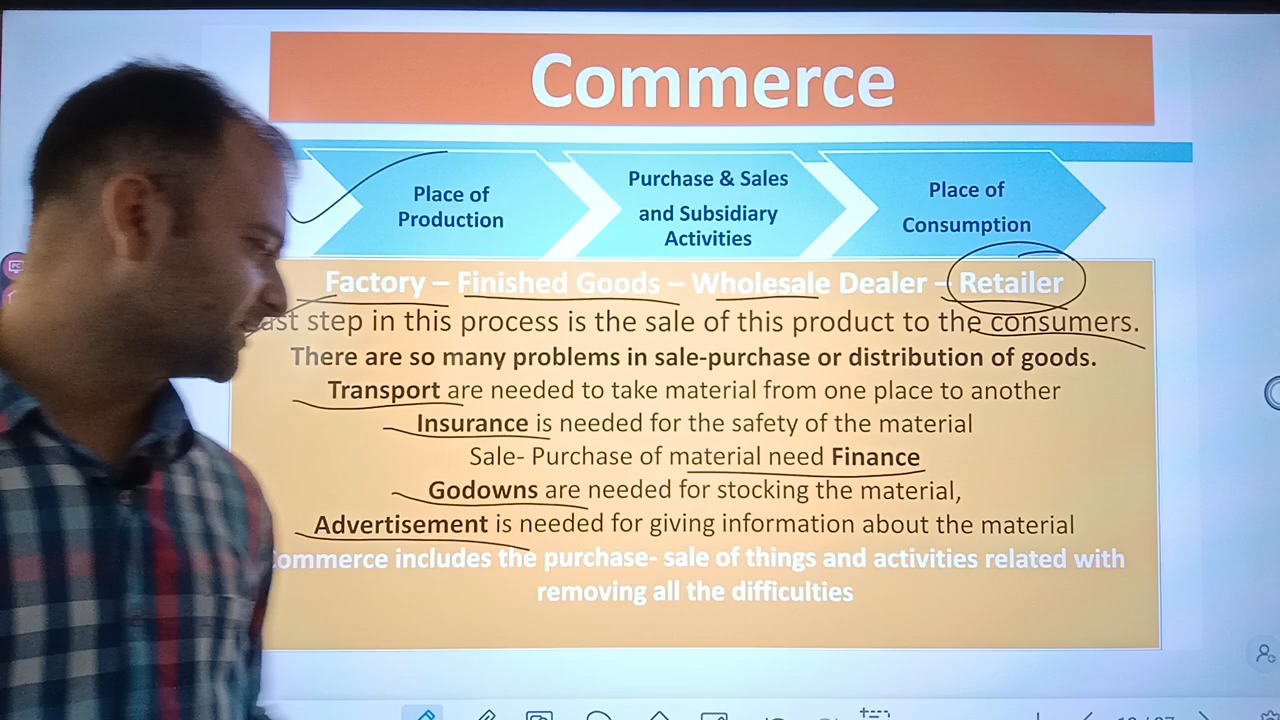 Commerce
Place of
Production
Purchase & Sales
and Subsidiary
Activities
Place of
Consumption
Factory – Finished Goods – Wholesale Dealer – Retailer
step in this process is the sale of this product to the consumers.
There are so many problems in sale-purchase or distribution of goods.
Transport are needed to take material from one place to another
Insurance is needed for the safety of the material
Sale- Purchase of material need Finance
Godowns are needed for stocking the material,
Advertisement is needed for giving information about the material
Commerce includes the purchase- sale of things and activities related with
removing all the difficulties